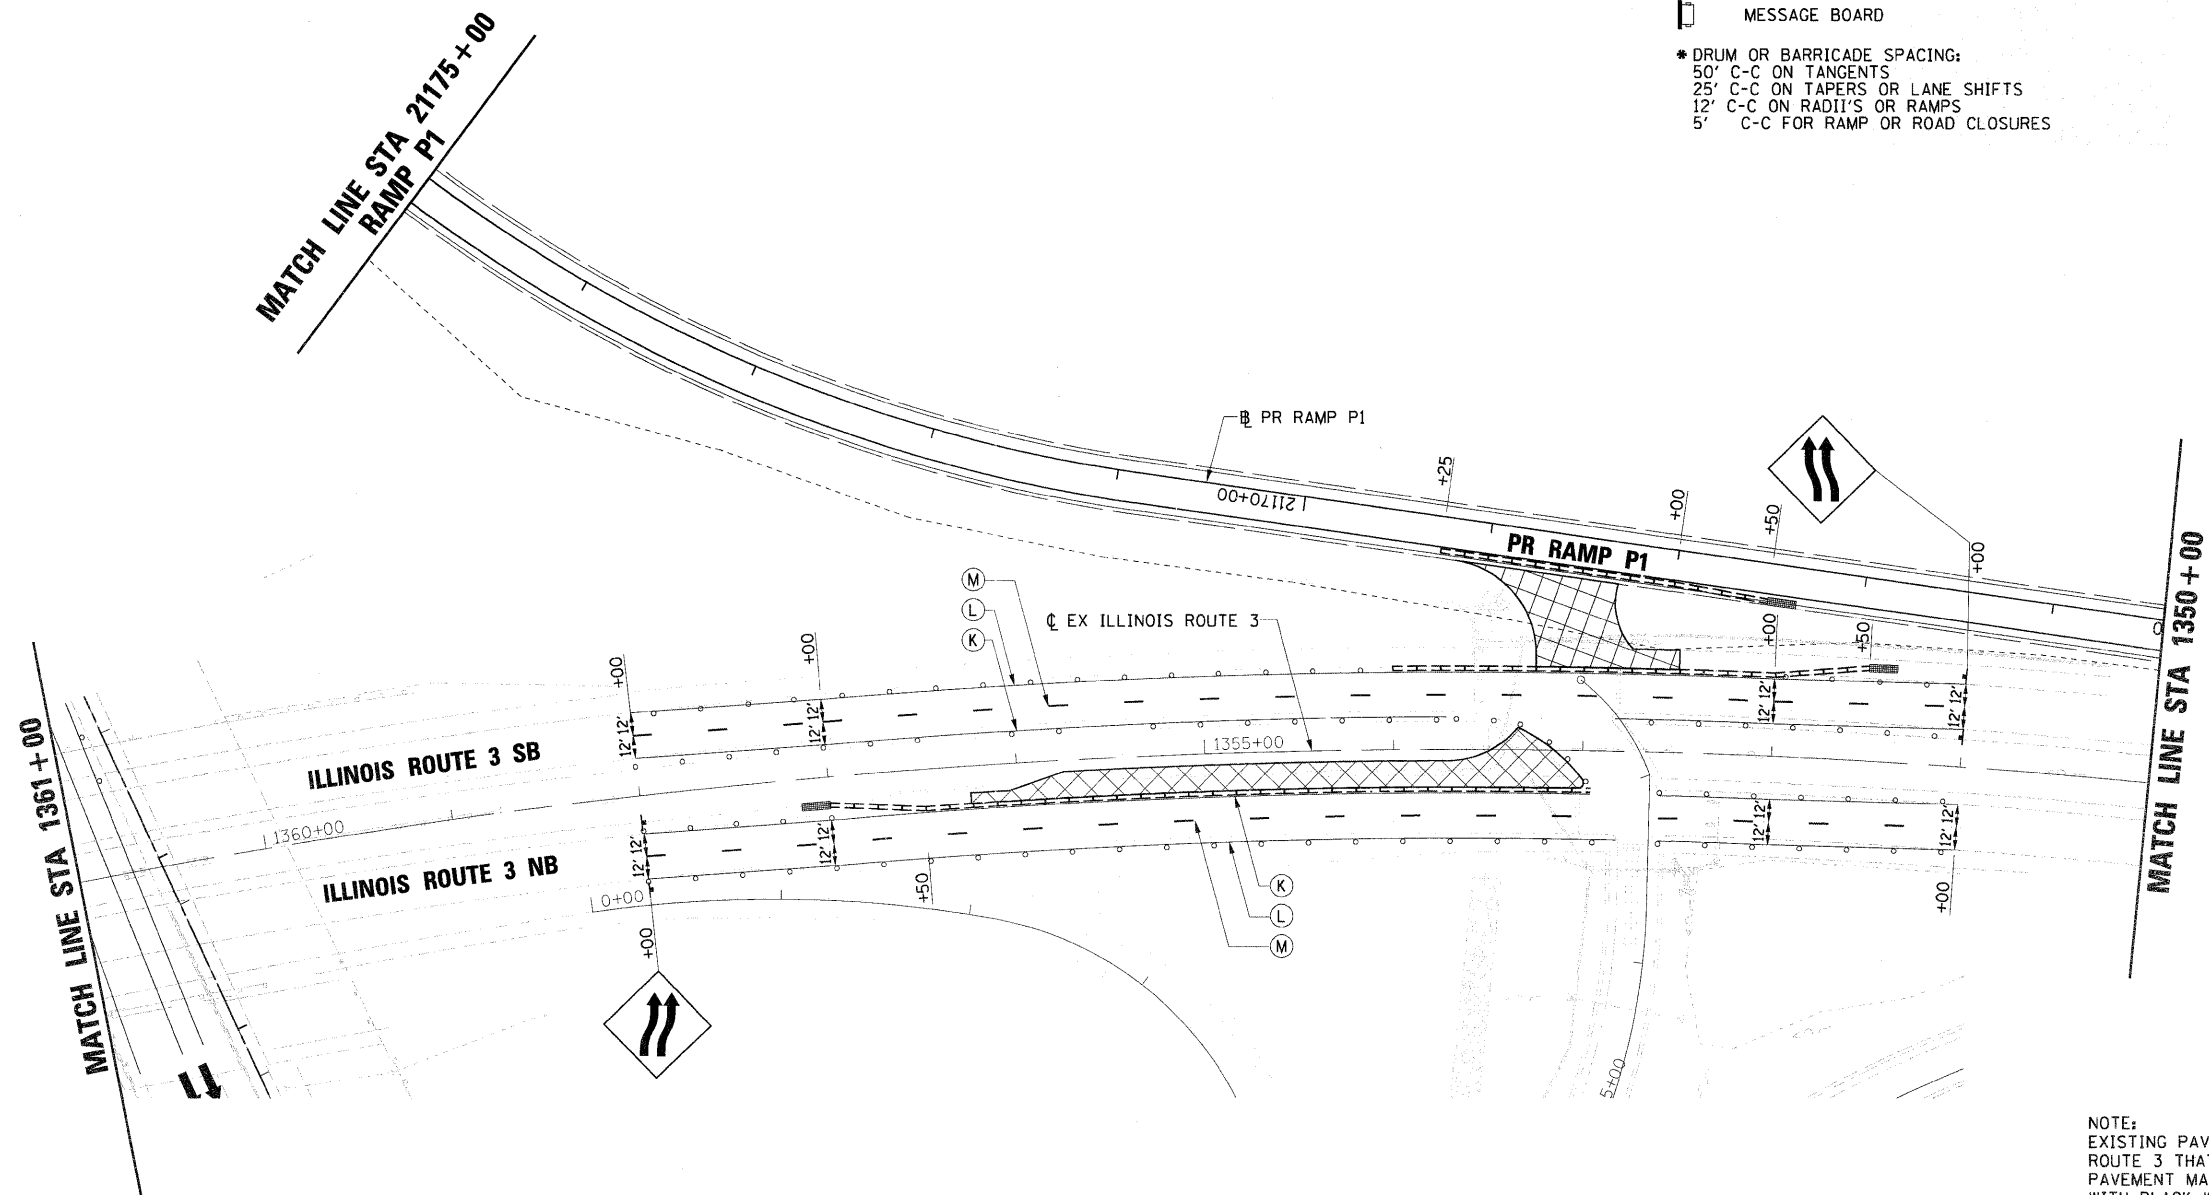 MESSAGE BOARD
* DRUM OR BARRICADE SPACING:
50' C-C ON TANGENTS
25' C-C ON TAPERS OR LANE SHIFTS
12' C-C ON RADII'S OR RAMPS
5' C-C FOR RAMP OR ROAD CLOSURES
MATCH LINE STA 21175+00
RAMP P1
℄ PR RAMP P1
21170+00
+25
+00
+50
+00
PR RAMP P1
MATCH LINE STA 1350+00
M
L
K
℄ EX ILLINOIS ROUTE 3
+00
+00
+00
+50
12' 12'
12' 12'
12' 12'
12' 12'
1355+00
ILLINOIS ROUTE 3 SB
MATCH LINE STA 1361+00
1360+00
ILLINOIS ROUTE 3 NB
12' 12'
12' 12'
12' 12'
12' 12'
0+00
+50
+00
+00
K
L
M
5+00
NOTE:
EXISTING PAV
ROUTE 3 THAT
PAVEMENT MA